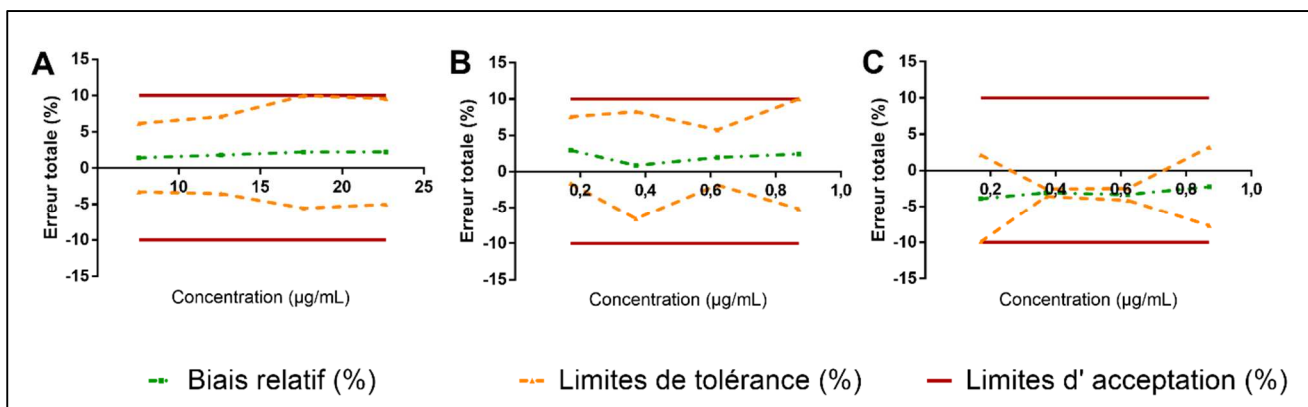 A
Erreur totale (%)
15
10
5
0
-5
-10
-15
10
15
20
25
Concentration (µg/mL)
B
Erreur totale (%)
15
10
5
0
-5
-10
-15
0,2
0,4
0,6
0,8
1,0
Concentration (µg/mL)
C
Erreur totale (%)
15
10
5
0
-5
-10
-15
0,2
0,4
0,6
0,8
1,0
Concentration (µg/mL)
Biais relatif (%)
Limites de tolérance (%)
Limites d' acceptation (%)